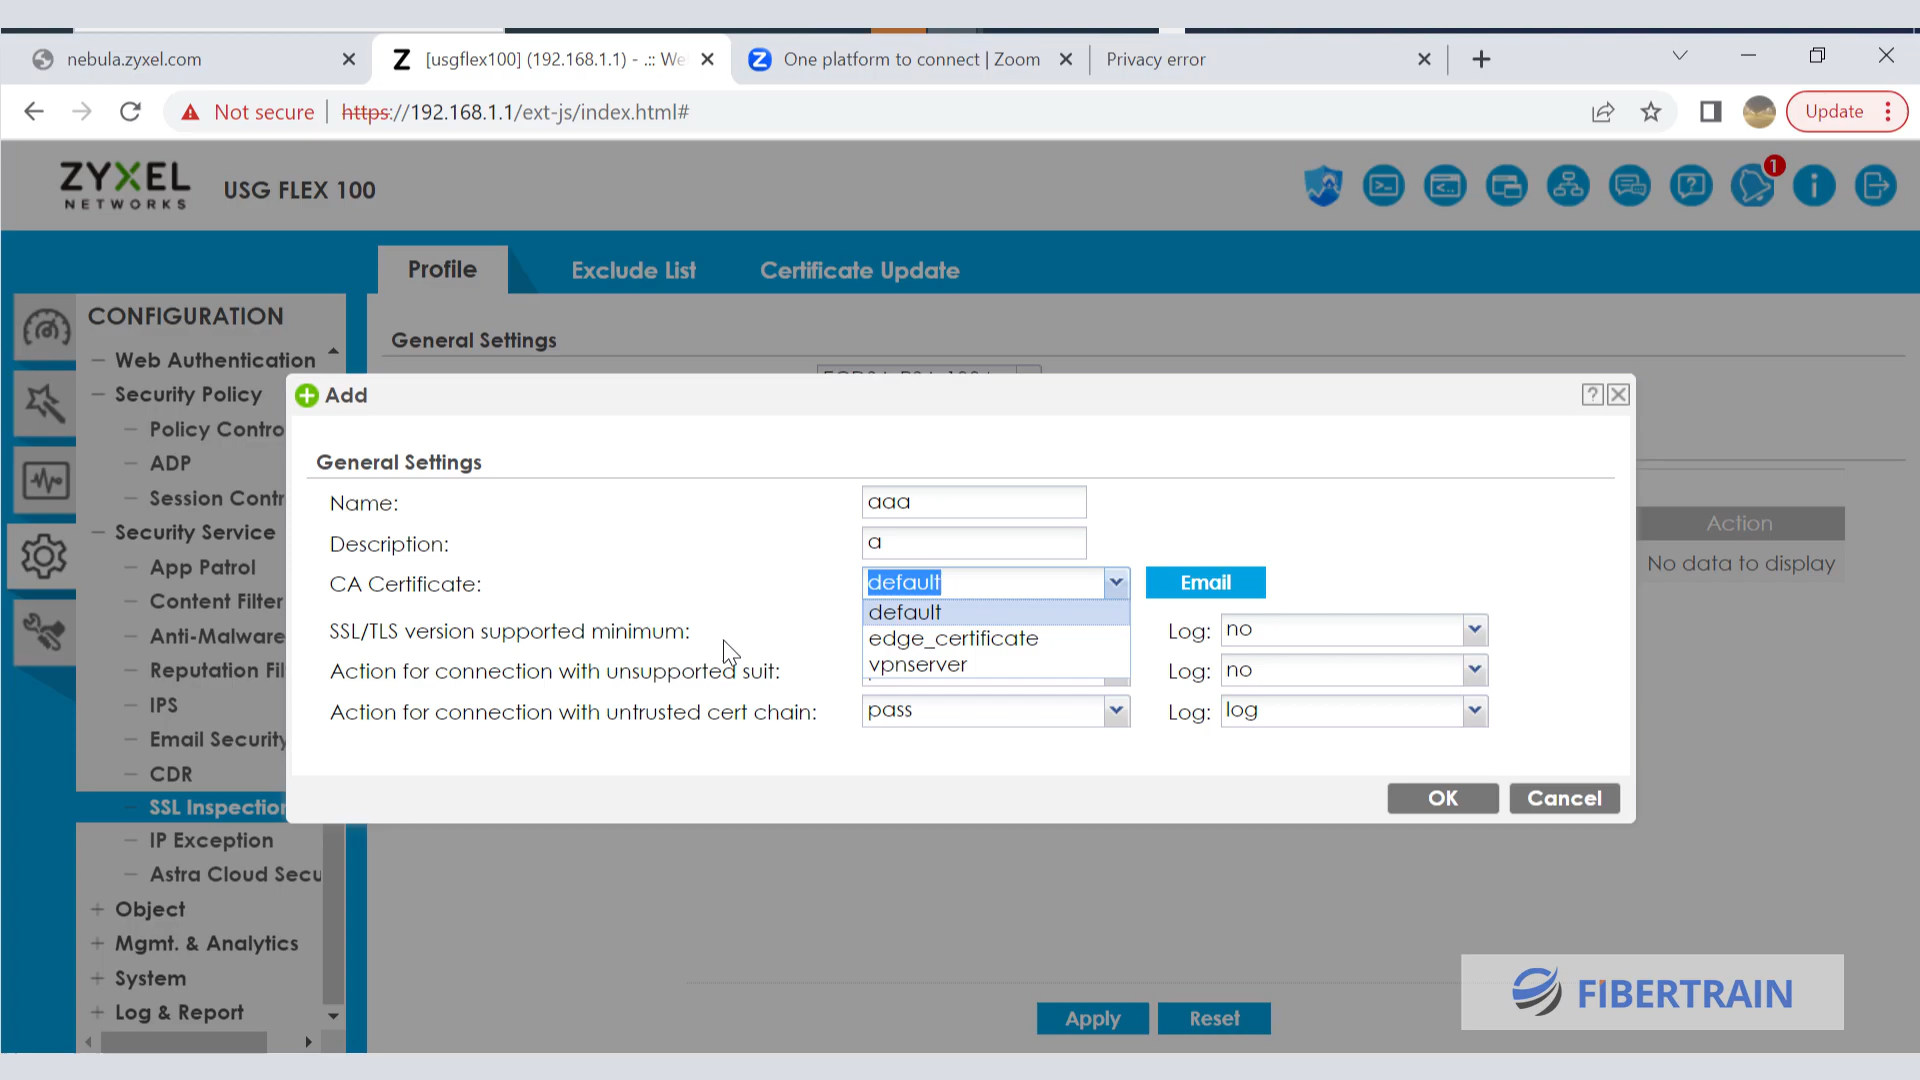 nebula.zyxel.com
[usgflex100] (192.168.1.1) - .:: We
One platform to connect | Zoom
Privacy error
Not secure | https://192.168.1.1/ext-js/index.html#
Update
ZYXEL
NETWORKS
USG FLEX 100
1
Profile
Exclude List
Certificate Update
CONFIGURATION
Web Authentication
Security Policy
Policy Contro
ADP
Session Contr
Security Service
App Patrol
Content Filter
Anti-Malware
Reputation Fil
IPS
Email Security
CDR
SSL Inspection
IP Exception
Astra Cloud Secu
Object
Mgmt. & Analytics
System
Log & Report
General Settings
Add
General Settings
Name: aaa
Description: a
CA Certificate: default Email
default
edge_certificate
vpnserver
SSL/TLS version supported minimum: Log: no
Action for connection with unsupported suit: Log: no
Action for connection with untrusted cert chain: pass Log: log
OK Cancel
Action
No data to display
Apply Reset
FIBERTRAIN